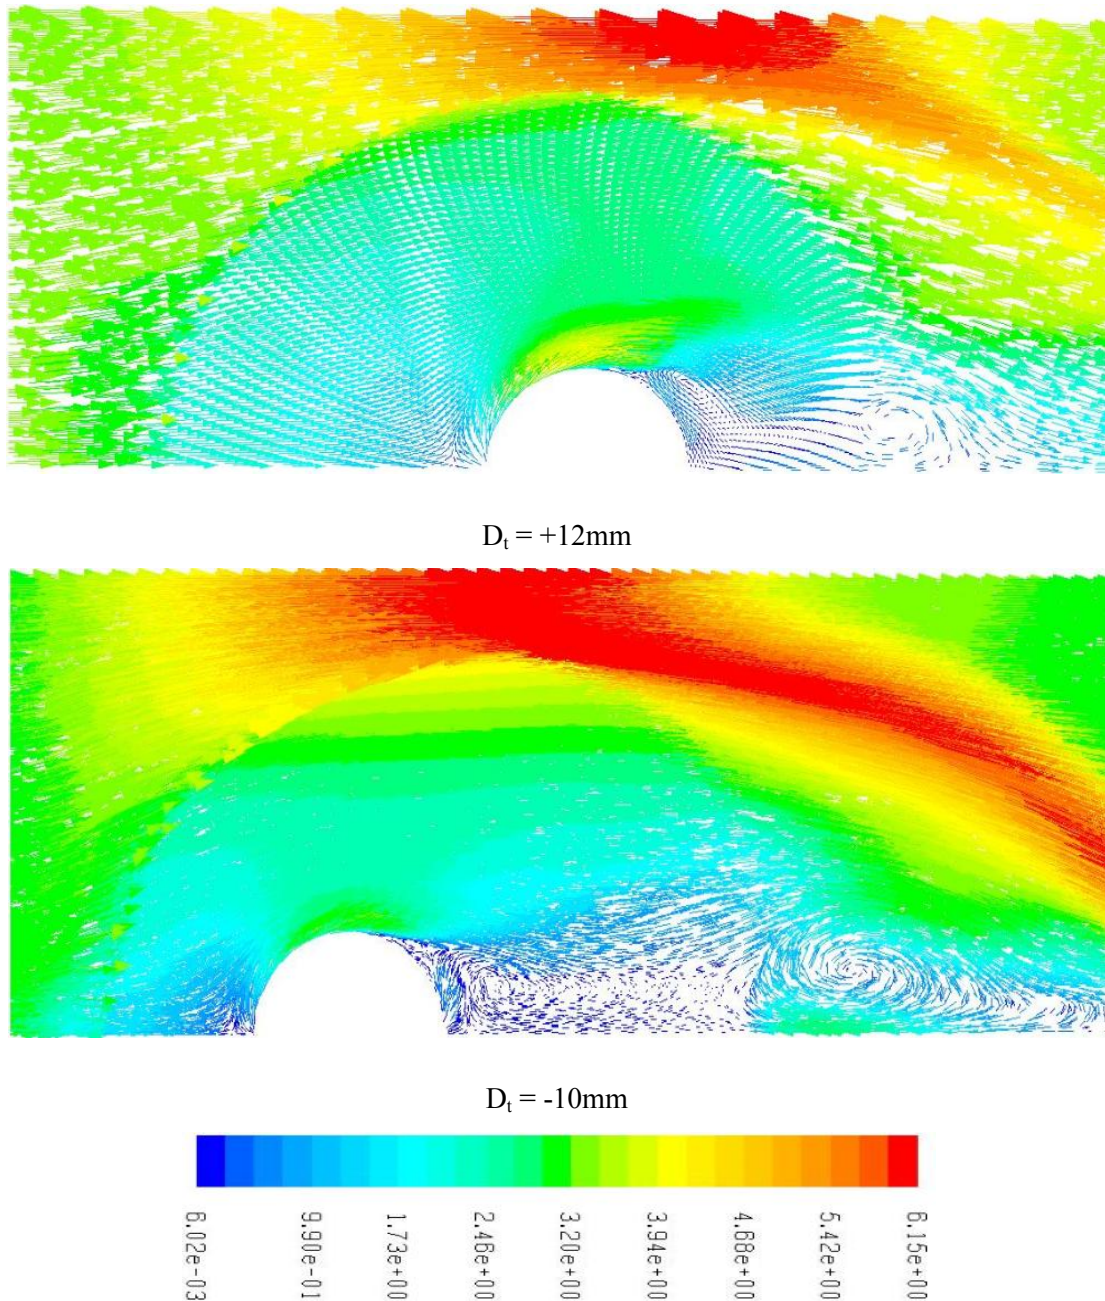 Dₜ = +12mm
Dₜ = -10mm
6.02e-03
9.90e-01
1.73e+00
2.46e+00
3.20e+00
3.94e+00
4.68e+00
5.42e+00
6.15e+00